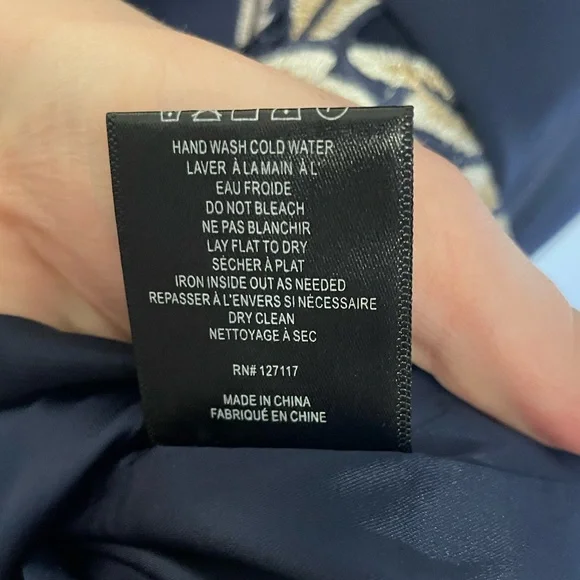 HAND WASH COLD WATER
LAVER À LA MAIN À L'
EAU FROIDE
DO NOT BLEACH
NE PAS BLANCHIR
LAY FLAT TO DRY
SÉCHER À PLAT
IRON INSIDE OUT AS NEEDED
REPASSER À L'ENVERS SI NÉCESSAIRE
DRY CLEAN
NETTOYAGE À SEC
RN# 127117
MADE IN CHINA
FABRIQUÉ EN CHINE